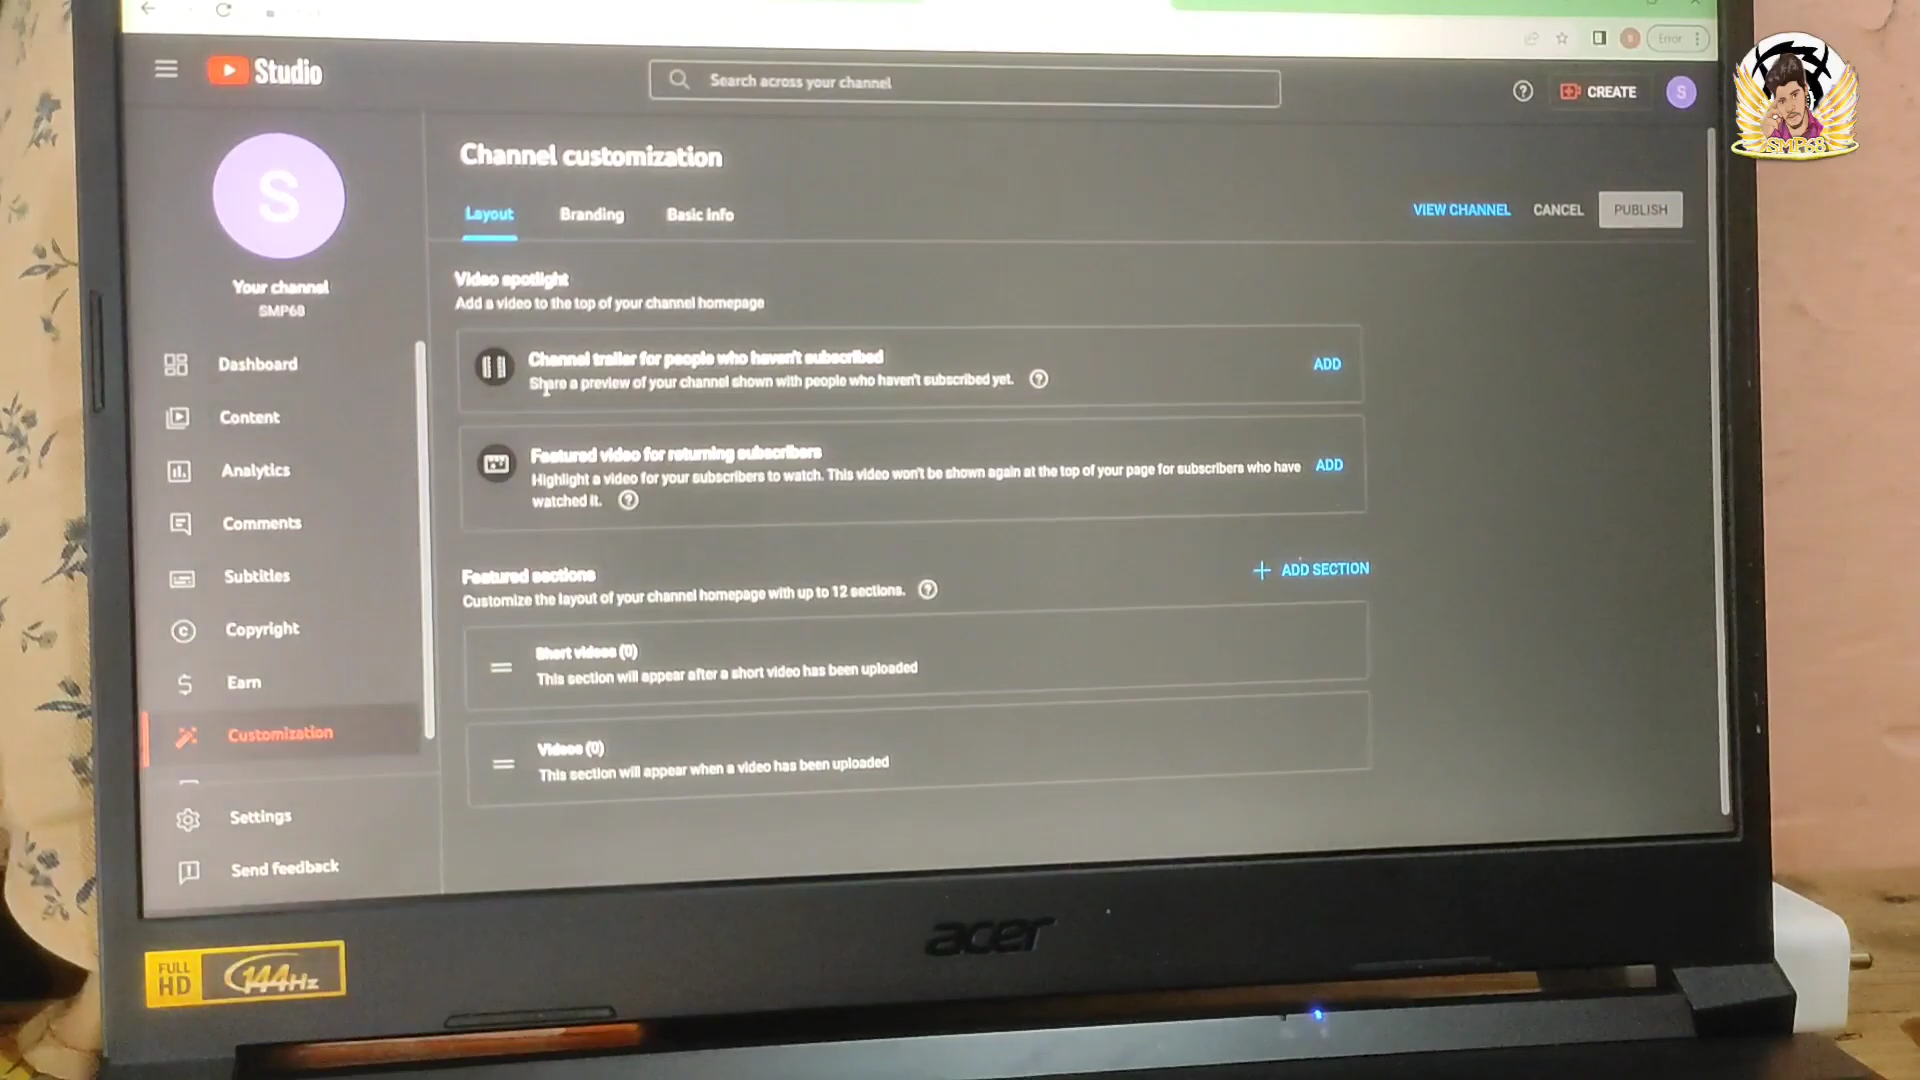 Error
Studio
Search across your channel
CREATE
S
SMP68
S
Your channel
SMP68
Dashboard
Content
Analytics
Comments
Subtitles
Copyright
Earn
Customization
Settings
Send feedback
Channel customization
Layout
Branding
Basic info
VIEW CHANNEL
CANCEL
PUBLISH
Video spotlight
Add a video to the top of your channel homepage
Channel trailer for people who haven't subscribed
Share a preview of your channel shown with people who haven't subscribed yet.
ADD
Featured video for returning subscribers
Highlight a video for your subscribers to watch. This video won't be shown again at the top of your page for subscribers who have
watched it.
ADD
Featured sections
Customize the layout of your channel homepage with up to 12 sections.
ADD SECTION
Short videos (0)
This section will appear after a short video has been uploaded
Videos (0)
This section will appear when a video has been uploaded
acer
FULL
HD
144Hz